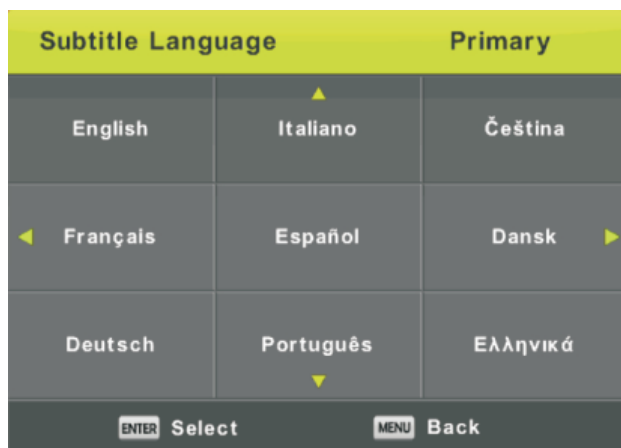 Subtitle Language Primary
English Italiano Čeština
Français Español Dansk
Deutsch Português Ελληνικά
ENTER Select MENU Back